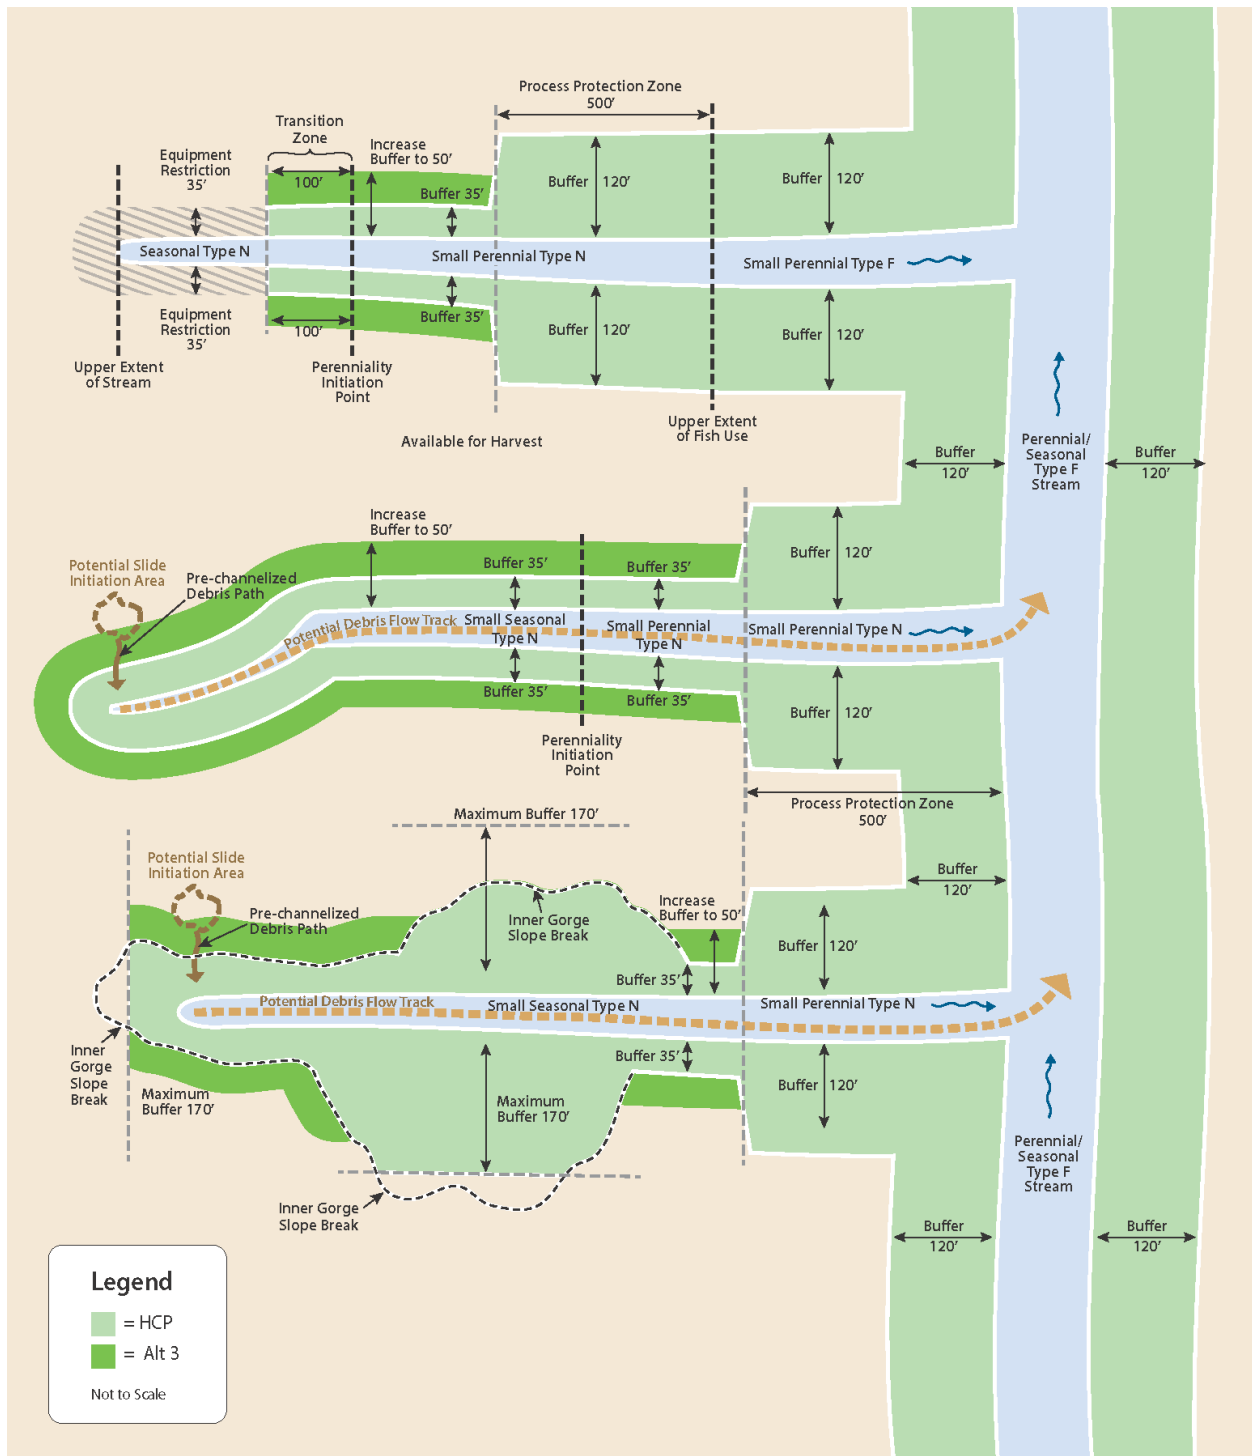 Process Protection Zone
500’
Transition
Zone
100’
Increase
Buffer to 50’
Equipment
Restriction
35’
Buffer 35’
Buffer 120’
Buffer 120’
Seasonal Type N
Small Perennial Type N
Small Perennial Type F
Equipment
Restriction
35’
100’
Buffer 35’
Buffer 120’
Buffer 120’
Upper Extent
of Stream
Perenniality
Initiation
Point
Upper Extent
of Fish Use
Available for Harvest
Buffer
120’
Perennial/
Seasonal
Type F
Stream
Buffer
120’
Increase
Buffer to 50’
Potential Slide
Initiation Area
Pre-channelized
Debris Path
Buffer 35’
Buffer 35’
Buffer 120’
Potential Debris Flow Track
Small Seasonal
Type N
Small Perennial
Type N
Small Perennial Type N
Buffer 35’
Buffer 35’
Buffer 120’
Perenniality
Initiation
Point
Process Protection Zone
500’
Maximum Buffer 170’
Potential Slide
Initiation Area
Buffer
120’
Pre-channelized
Debris Path
Inner Gorge
Slope Break
Increase
Buffer to 50’
Buffer 120’
Buffer 35’
Potential Debris Flow Track
Small Seasonal Type N
Small Perennial Type N
Inner
Gorge
Slope
Break
Maximum
Buffer 170’
Maximum
Buffer 170’
Buffer 35’
Buffer 120’
Perennial/
Seasonal
Type F
Stream
Inner Gorge
Slope Break
Buffer
120’
Buffer
120’
Legend
= HCP
= Alt 3
Not to Scale